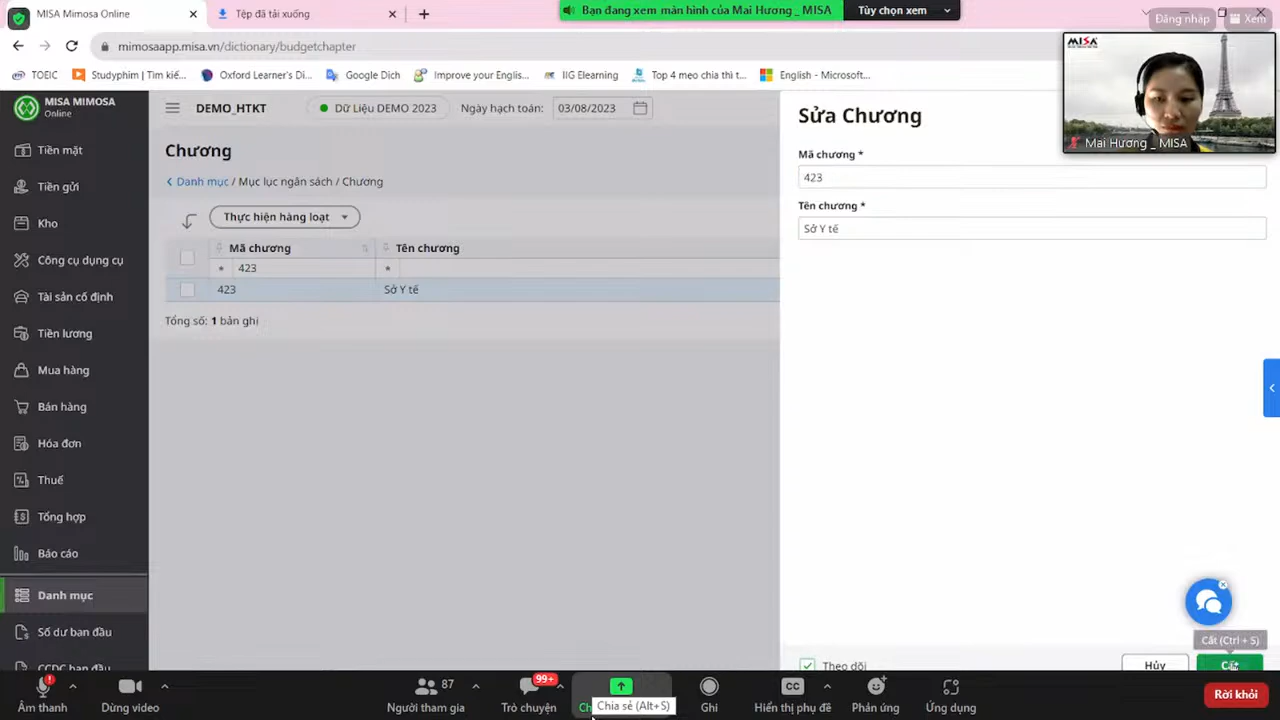 MISA Mimosa Online
Tệp đã tải xuống
Bạn đang xem màn hình của Mai Hương _ MISA
Tùy chọn xem
Đăng nhập
Xem
mimosaapp.misa.vn/dictionary/budgetchapter
TOEIC
Studyphim | Tìm kiế...
Oxford Learner's Di...
Google Dich
Improve your Englis...
IIG Elearning
Top 4 mẹo chia thì t...
English - Microsoft...
MISA
Mai Hương _ MISA
MISA MIMOSA
Online
DEMO_HTKT
Dữ Liệu DEMO 2023
Ngày hạch toán:
03/08/2023
Tiền mặt
Tiền gửi
Kho
Công cụ dụng cụ
Tài sản cố định
Tiền lương
Mua hàng
Bán hàng
Hóa đơn
Thuế
Tổng hợp
Báo cáo
Danh mục
Số dư ban đầu
CCDC ban đầu
Chương
Danh mục / Mục lục ngân sách / Chương
Thực hiện hàng loạt
Mã chương
Tên chương
* 423
*
423
Sở Y tế
Tổng số: 1 bản ghi
Sửa Chương
Mã chương *
423
Tên chương *
Sở Y tế
Cất (Ctrl + S)
Theo dõi
Hủy
Cất
Âm thanh
Dừng video
87
Người tham gia
99+
Trò chuyện
Chia sẻ (Alt+S)
Ghi
CC
Hiển thị phụ đề
Phản ứng
Ứng dụng
Rời khỏi